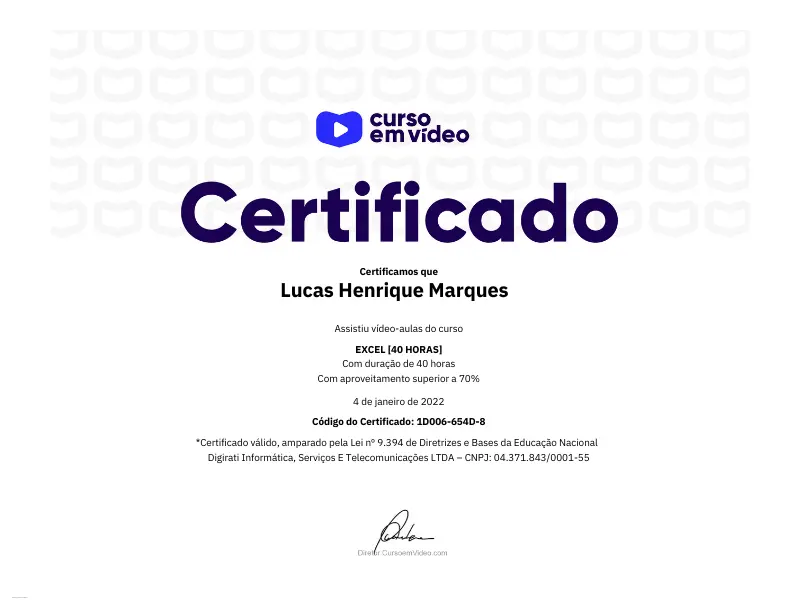 curso
em vídeo
Certificado
Certificamos que
Lucas Henrique Marques
Assistiu vídeo-aulas do curso
EXCEL [40 HORAS]
Com duração de 40 horas
Com aproveitamento superior a 70%
4 de janeiro de 2022
Código do Certificado: 1D006-654D-8
*Certificado válido, amparado pela Lei nº 9.394 de Diretrizes e Bases da Educação Nacional
Digirati Informática, Serviços E Telecomunicações LTDA – CNPJ: 04.371.843/0001-55
Diretor CursoemVideo.com